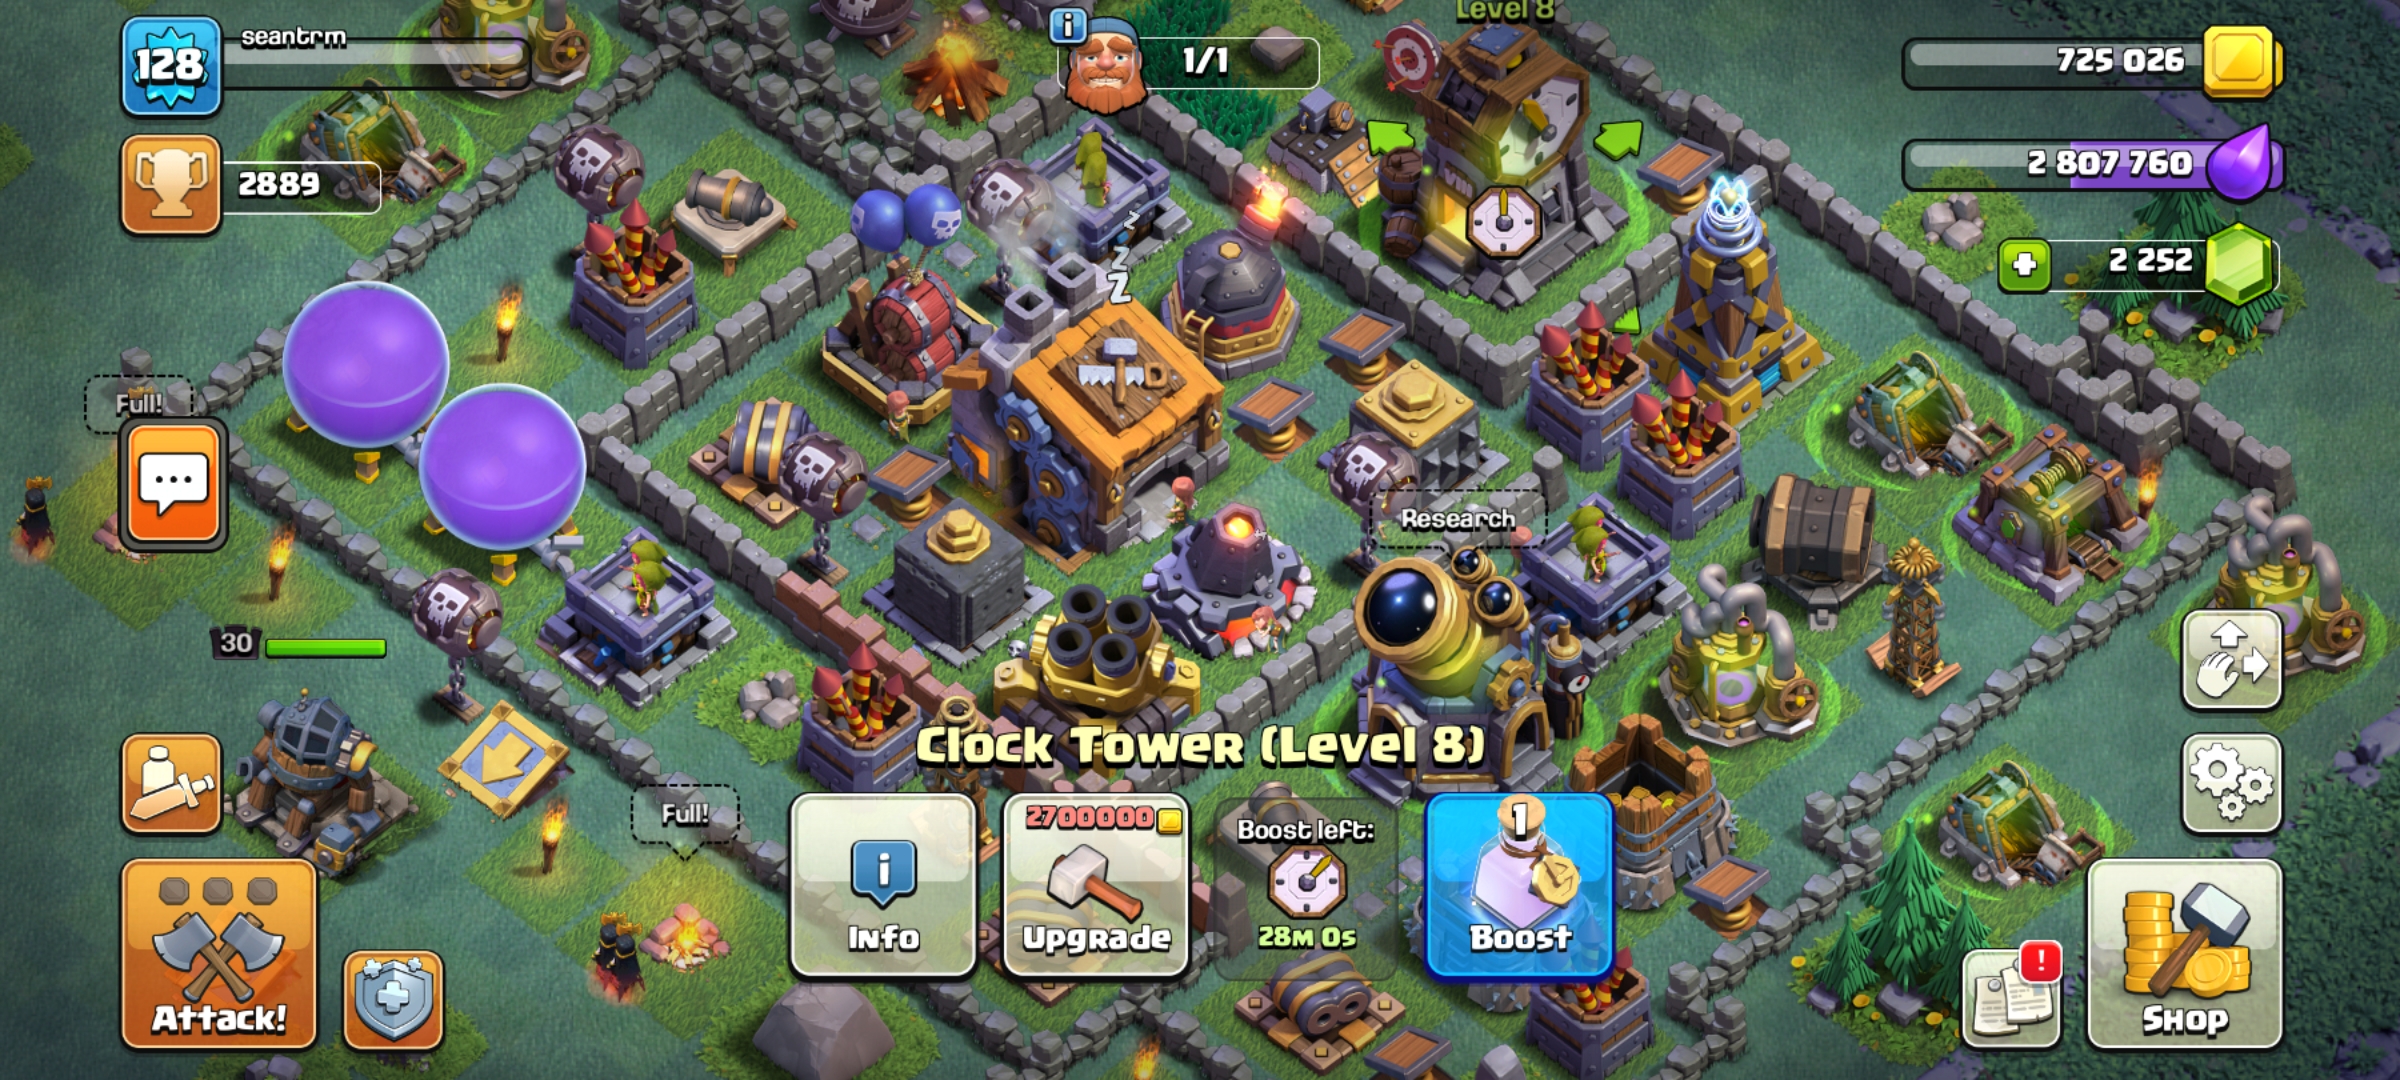 Level 8
128
seantrm
1/1
725 026
2889
2 807 760
2 252
VIII
z
z
Z
Full!
Research
30
Clock Tower (Level 8)
Full!
2700000
Boost left:
1
Info
Upgrade
28M 0s
Boost
!
Attack!
Shop